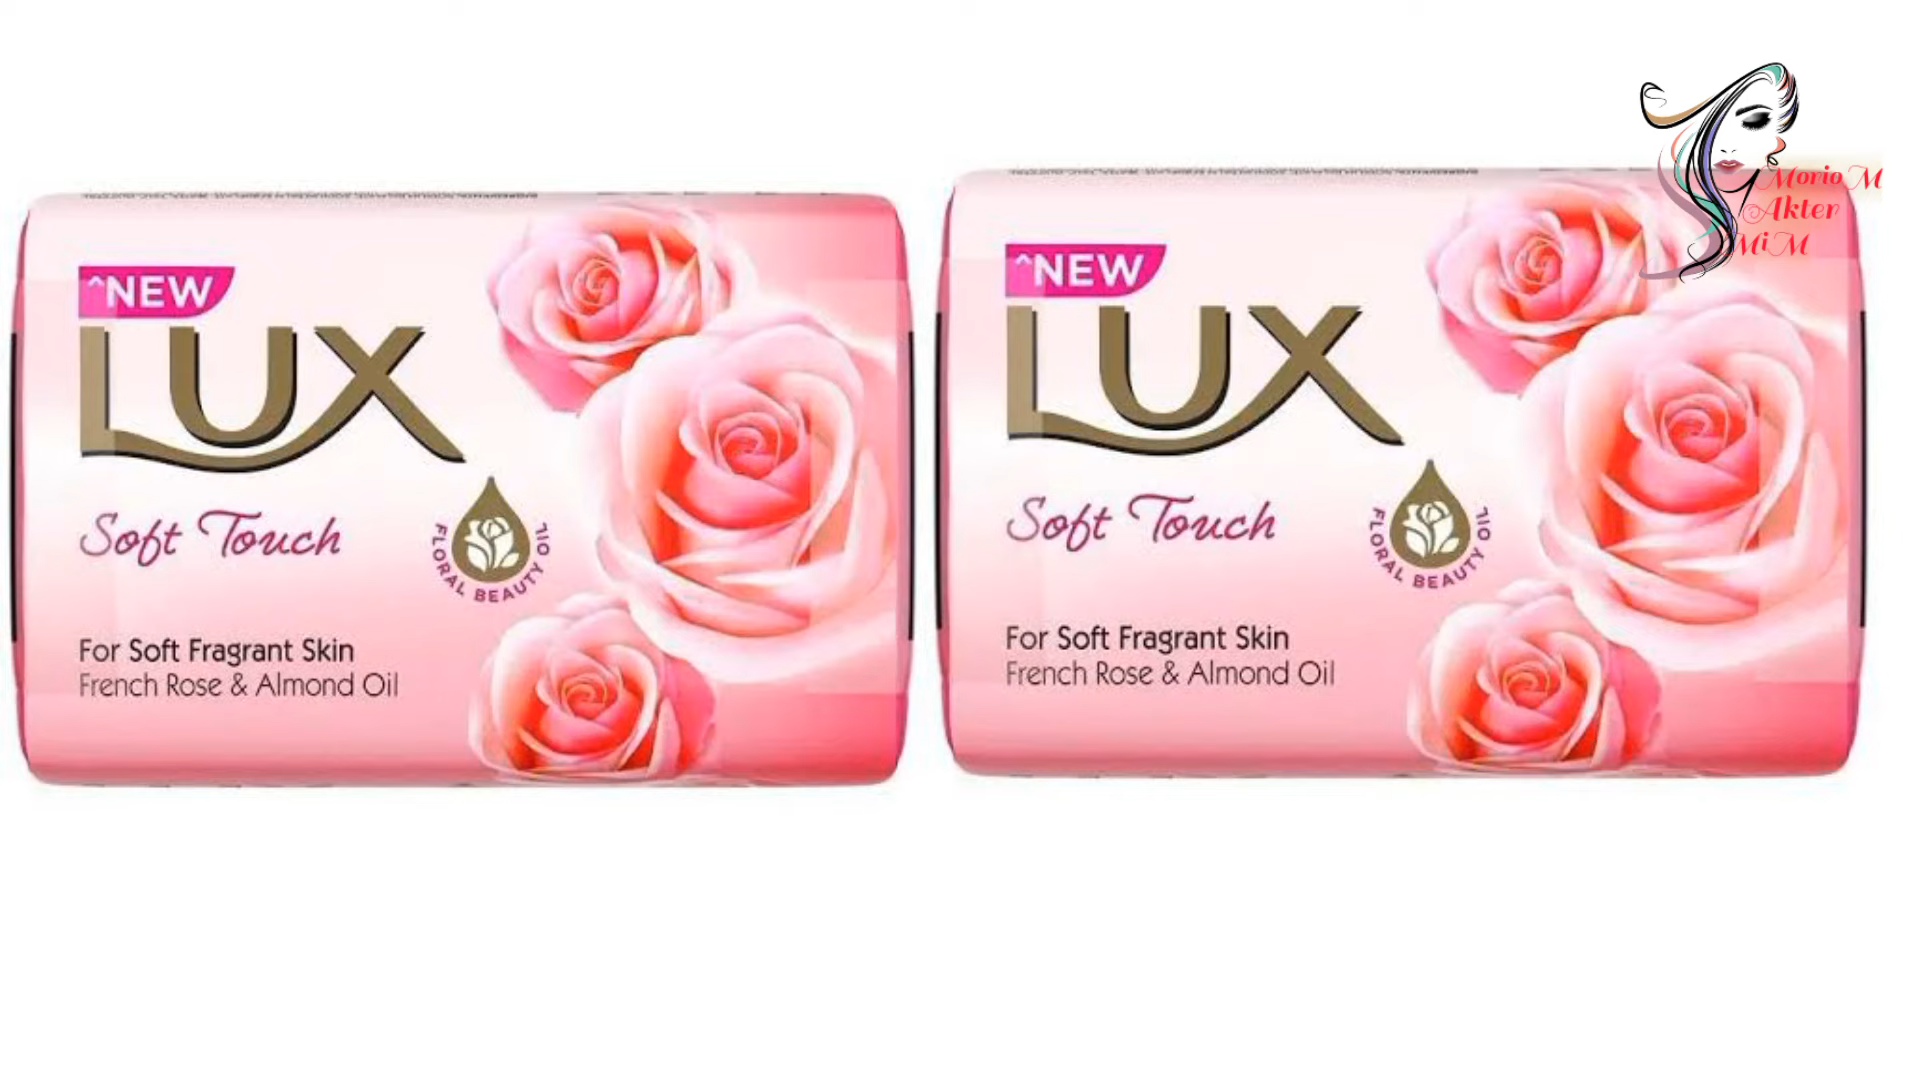 ^NEW
LUX
Soft Touch
FLORAL BEAUTY OIL
For Soft Fragrant Skin
French Rose & Almond Oil
^NEW
LUX
Soft Touch
FLORAL BEAUTY OIL
For Soft Fragrant Skin
French Rose & Almond Oil
MorioM
Akter
MiM